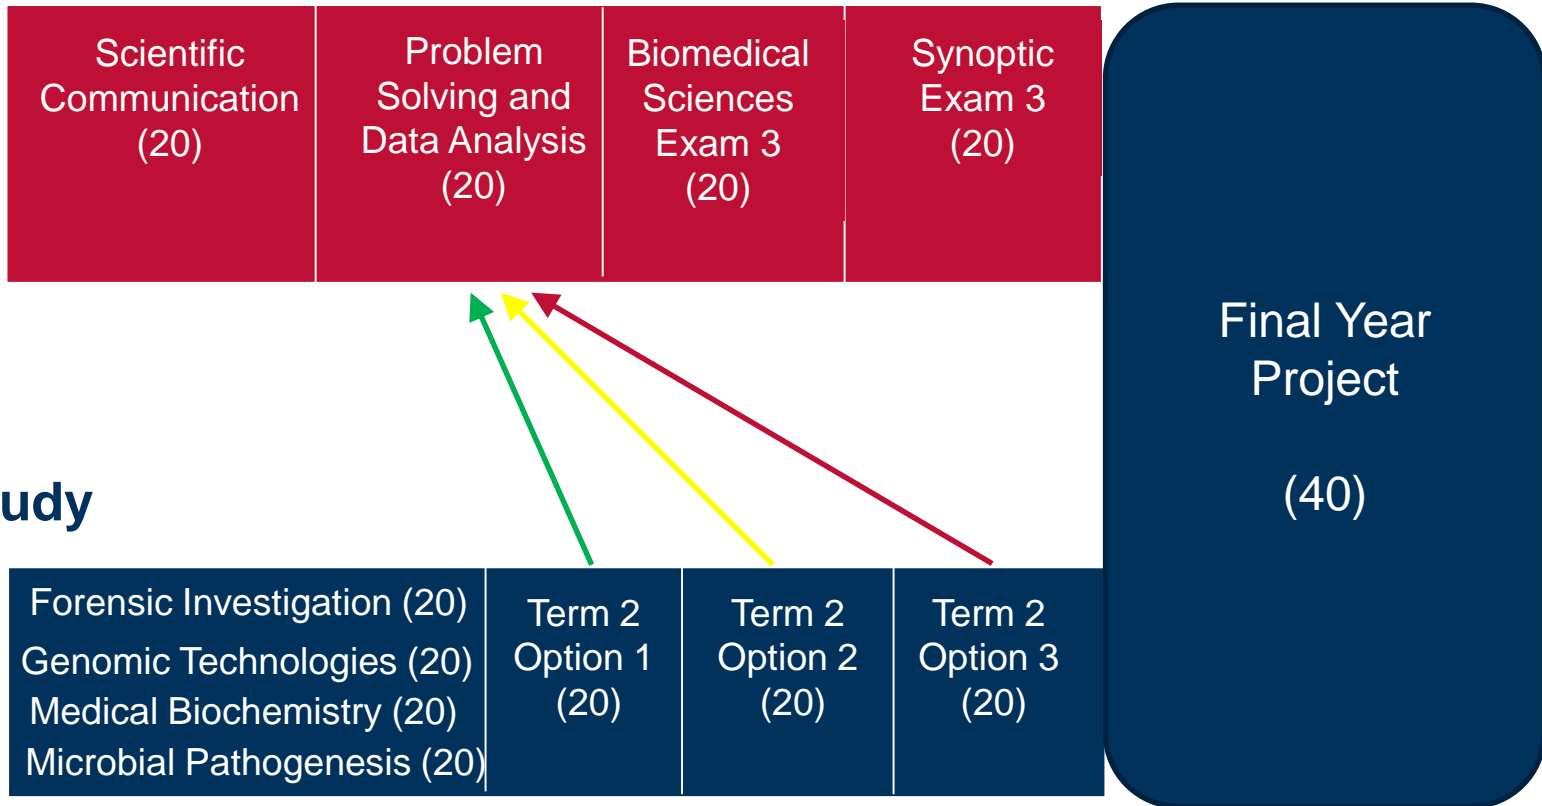 Scientific
Communication
(20)
Problem
Solving and
Data Analysis
(20)
Biomedical
Sciences
Exam 3
(20)
Synoptic
Exam 3
(20)
Final Year
Project
(40)
udy
Forensic Investigation (20)
Genomic Technologies (20)
Medical Biochemistry (20)
Microbial Pathogenesis (20)
Term 2
Option 1
(20)
Term 2
Option 2
(20)
Term 2
Option 3
(20)